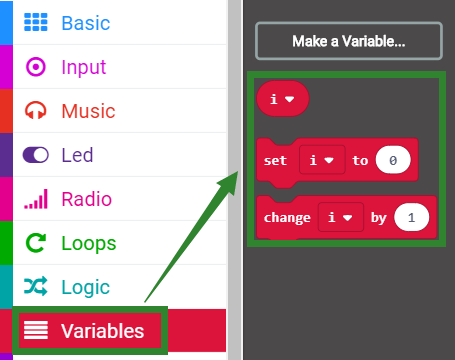 Basic
Input
Music
Led
Radio
Loops
Logic
Variables
Make a Variable...
i
set i to 0
change i by 1